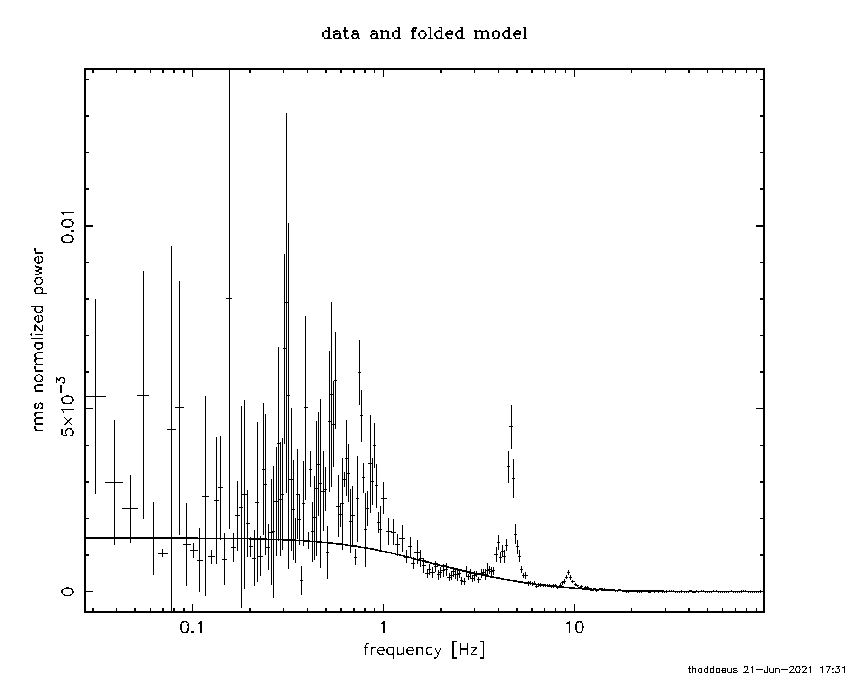 data and folded model
rms normalized power
0.01
5×10⁻³
0
0.1
1
10
frequency [Hz]
thaddaeus 21-Jun-2021 17:31